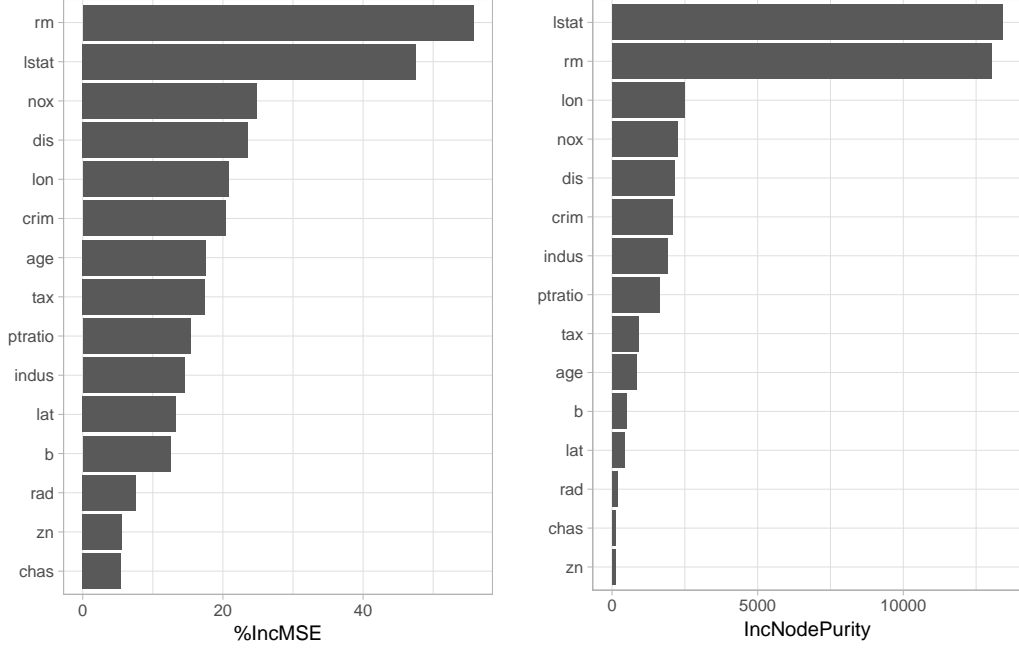 rm
lstat
nox
dis
lon
crim
age
tax
ptratio
indus
lat
b
rad
zn
chas
0 20 40
%IncMSE
lstat
rm
lon
nox
dis
crim
indus
ptratio
tax
age
b
lat
rad
chas
zn
0 5000 10000
IncNodePurity